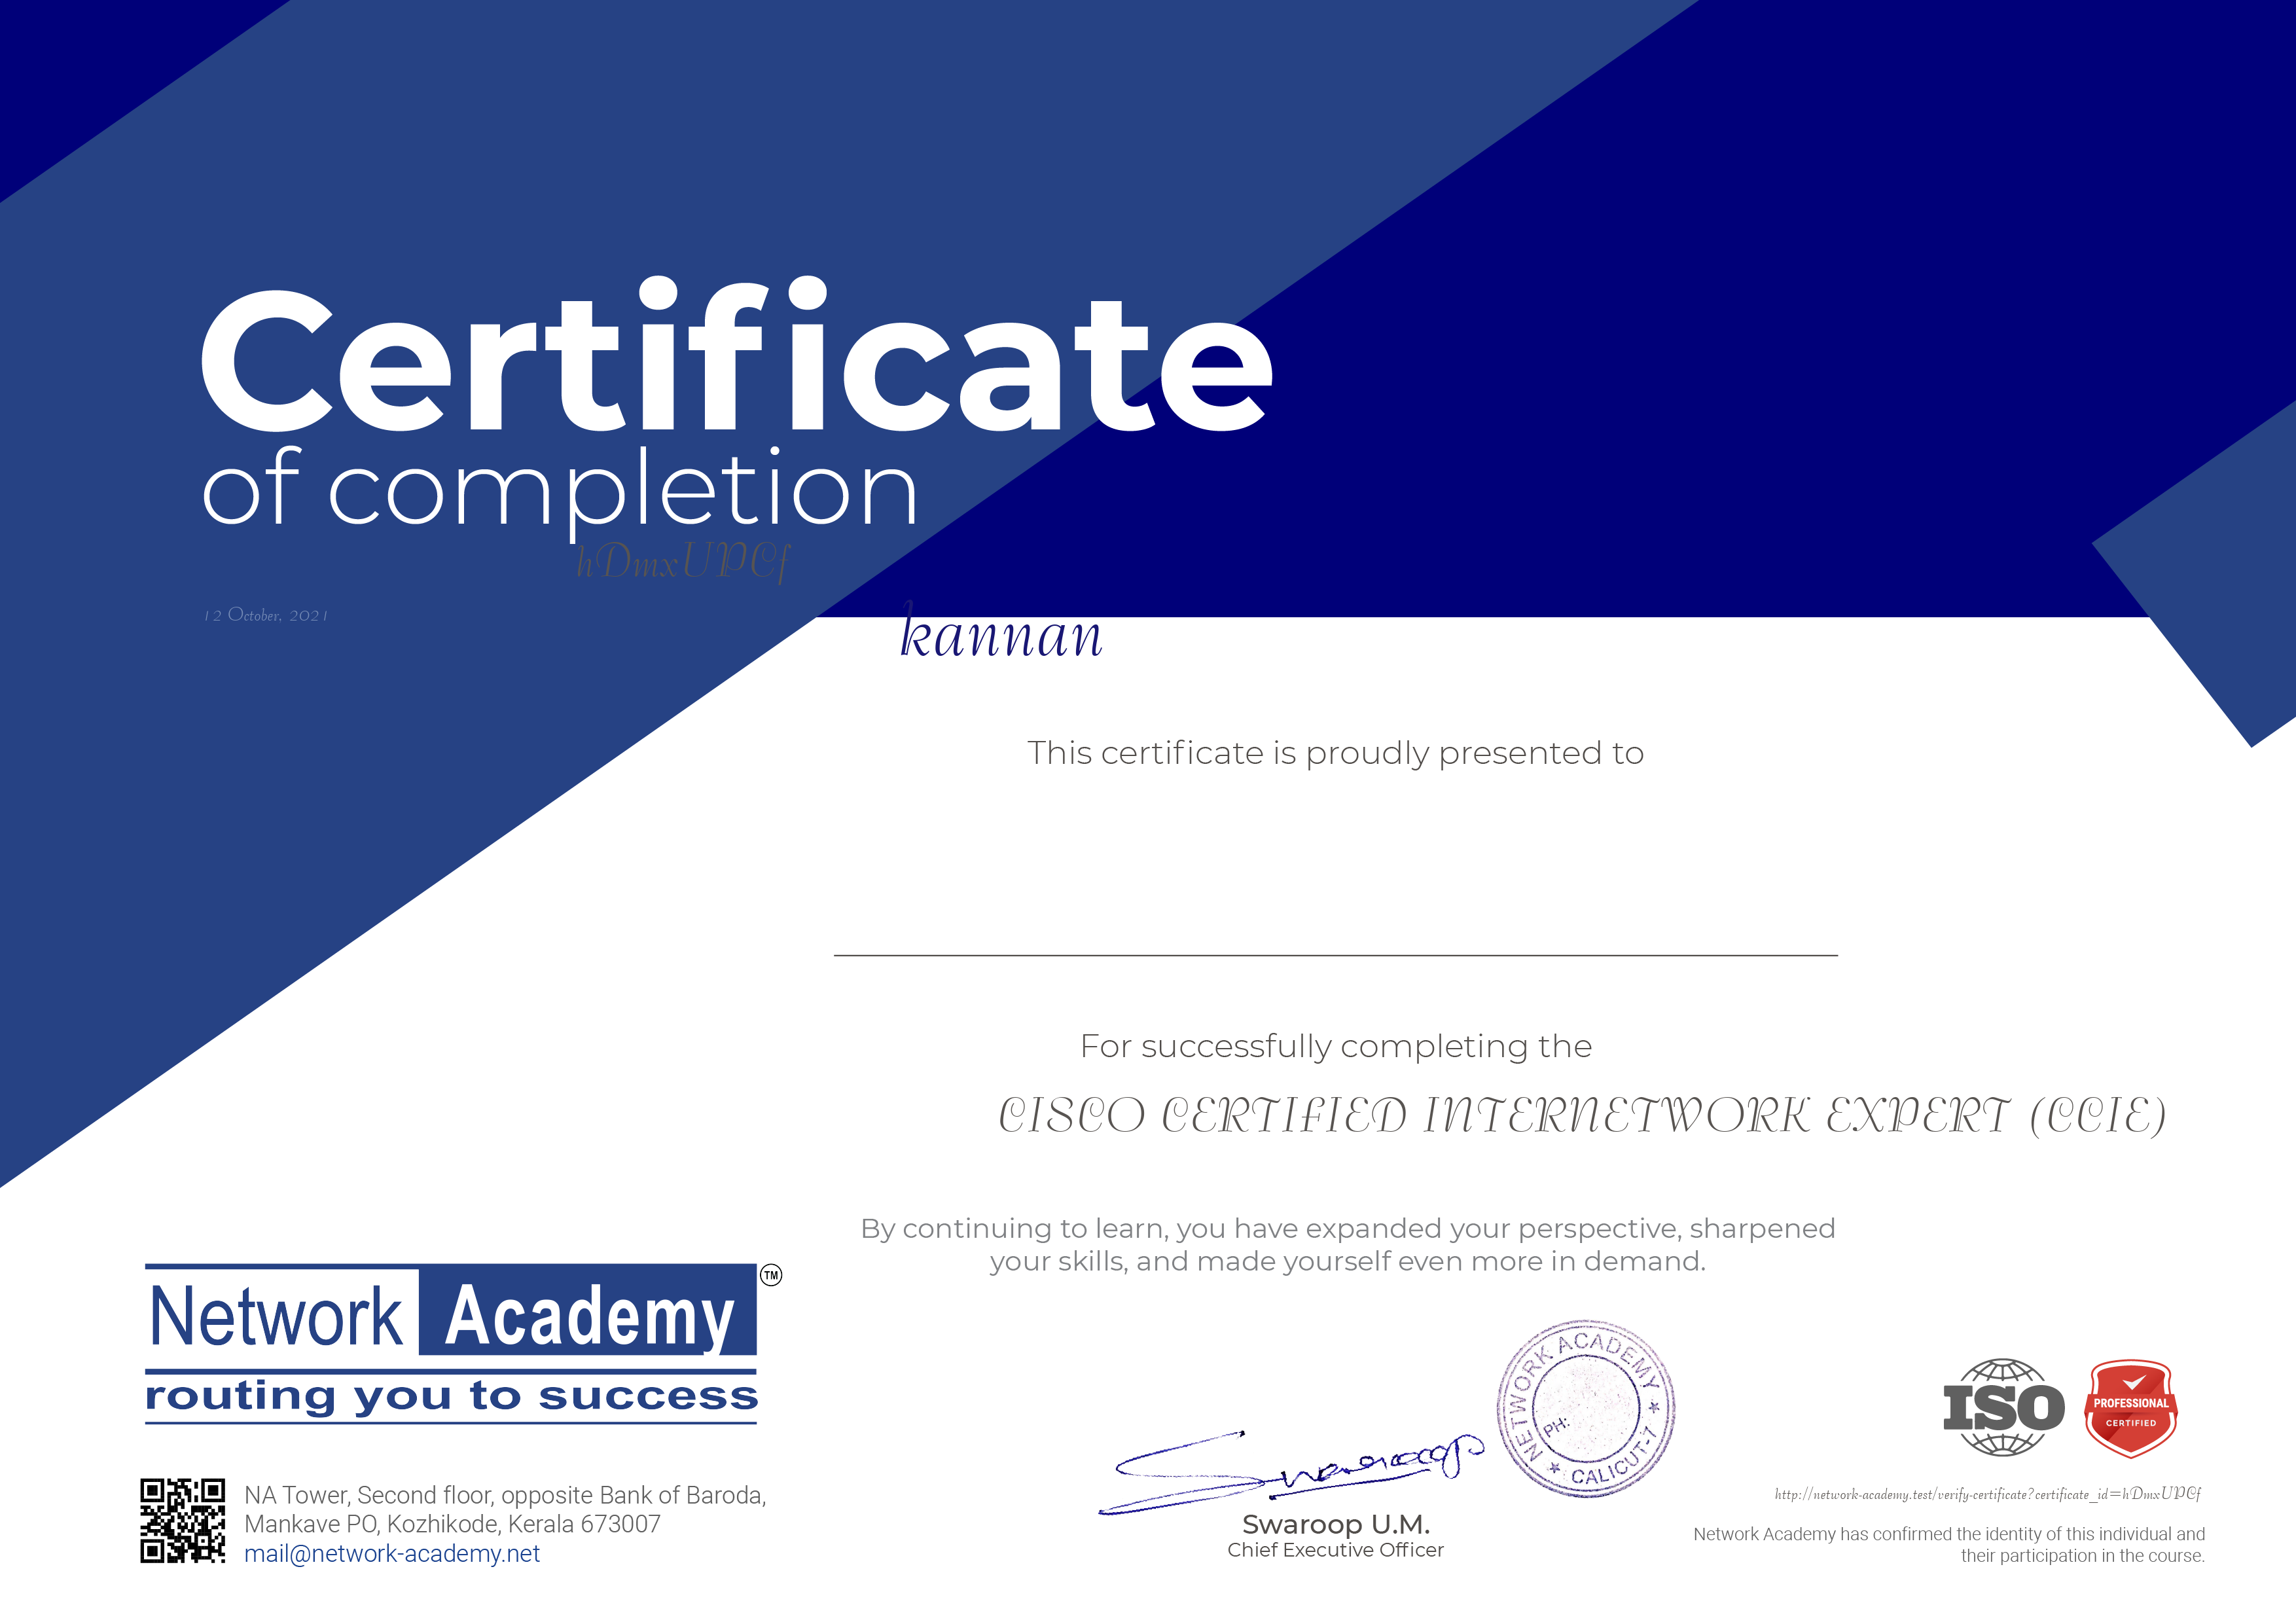 Certificate
of completion
hDmxUPCf
12 October, 2021
kannan
This certificate is proudly presented to
For successfully completing the
CISCO CERTIFIED INTERNETWORK EXPERT (CCIE)
By continuing to learn, you have expanded your perspective, sharpened
your skills, and made yourself even more in demand.
Network Academy TM
routing you to success
NA Tower, Second floor, opposite Bank of Baroda,
Mankave PO, Kozhikode, Kerala 673007
mail@network-academy.net
Swaroop
Swaroop U.M.
Chief Executive Officer
NETWORK ACADEMY
* CALICUT-7 *
PH:
ISO
PROFESSIONAL
CERTIFIED
http://network-academy.test/verify-certificate?certificate_id=hDmxUPCf
Network Academy has confirmed the identity of this individual and
their participation in the course.